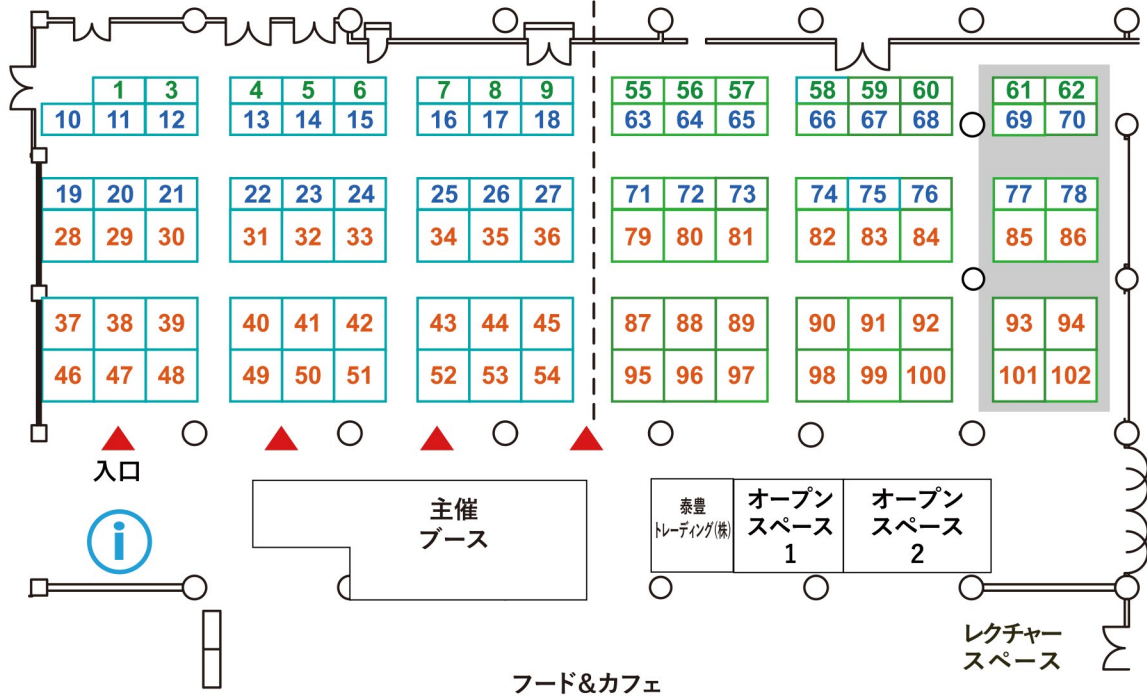 1 3 4 5 6 7 8 9 55 56 57 58 59 60 61 62
10 11 12 13 14 15 16 17 18 63 64 65 66 67 68 69 70
19 20 21 22 23 24 25 26 27 71 72 73 74 75 76 77 78
28 29 30 31 32 33 34 35 36 79 80 81 82 83 84 85 86
37 38 39 40 41 42 43 44 45 87 88 89 90 91 92 93 94
46 47 48 49 50 51 52 53 54 95 96 97 98 99 100 101 102
入口
i
主催
ブース
泰豊
トレーディング(株)
オープン
スペース
1
オープン
スペース
2
レクチャー
スペース
フード&カフェ